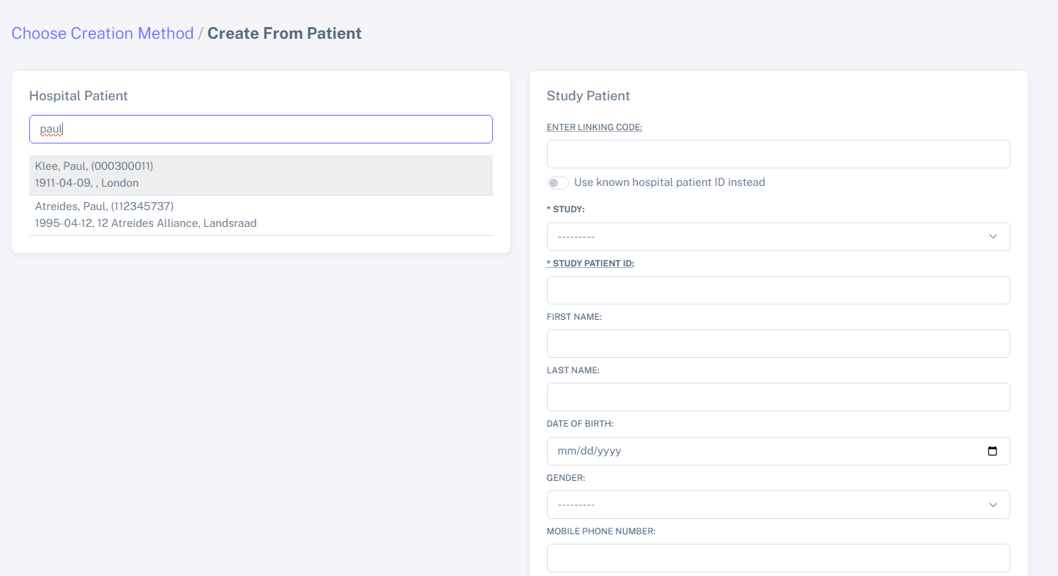 Choose Creation Method / Create From Patient
Hospital Patient
paul
Klee, Paul, (000300011)
1911-04-09, , London
Atreides, Paul, (112345737)
1995-04-12, 12 Atreides Alliance, Landsraad
Study Patient
ENTER LINKING CODE:
Use known hospital patient ID instead
* STUDY:
---------
* STUDY PATIENT ID:
FIRST NAME:
LAST NAME:
DATE OF BIRTH:
mm/dd/yyyy
GENDER:
---------
MOBILE PHONE NUMBER: